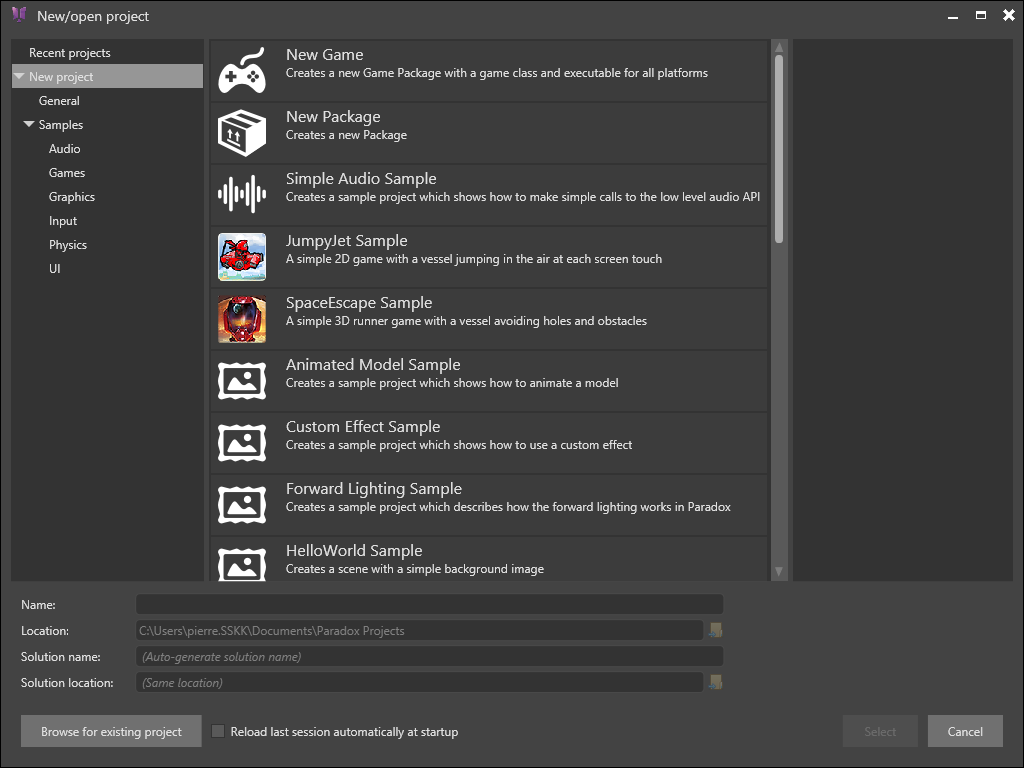 New/open project
Recent projects
New project
General
Samples
Audio
Games
Graphics
Input
Physics
UI
New Game
Creates a new Game Package with a game class and executable for all platforms
New Package
Creates a new Package
Simple Audio Sample
Creates a sample project which shows how to make simple calls to the low level audio API
JumpyJet Sample
A simple 2D game with a vessel jumping in the air at each screen touch
SpaceEscape Sample
A simple 3D runner game with a vessel avoiding holes and obstacles
Animated Model Sample
Creates a sample project which shows how to animate a model
Custom Effect Sample
Creates a sample project which shows how to use a custom effect
Forward Lighting Sample
Creates a sample project which describes how the forward lighting works in Paradox
HelloWorld Sample
Creates a scene with a simple background image
Name:
Location: C:\Users\pierre.SSKK\Documents\Paradox Projects
Solution name: (Auto-generate solution name)
Solution location: (Same location)
Browse for existing project Reload last session automatically at startup Select Cancel